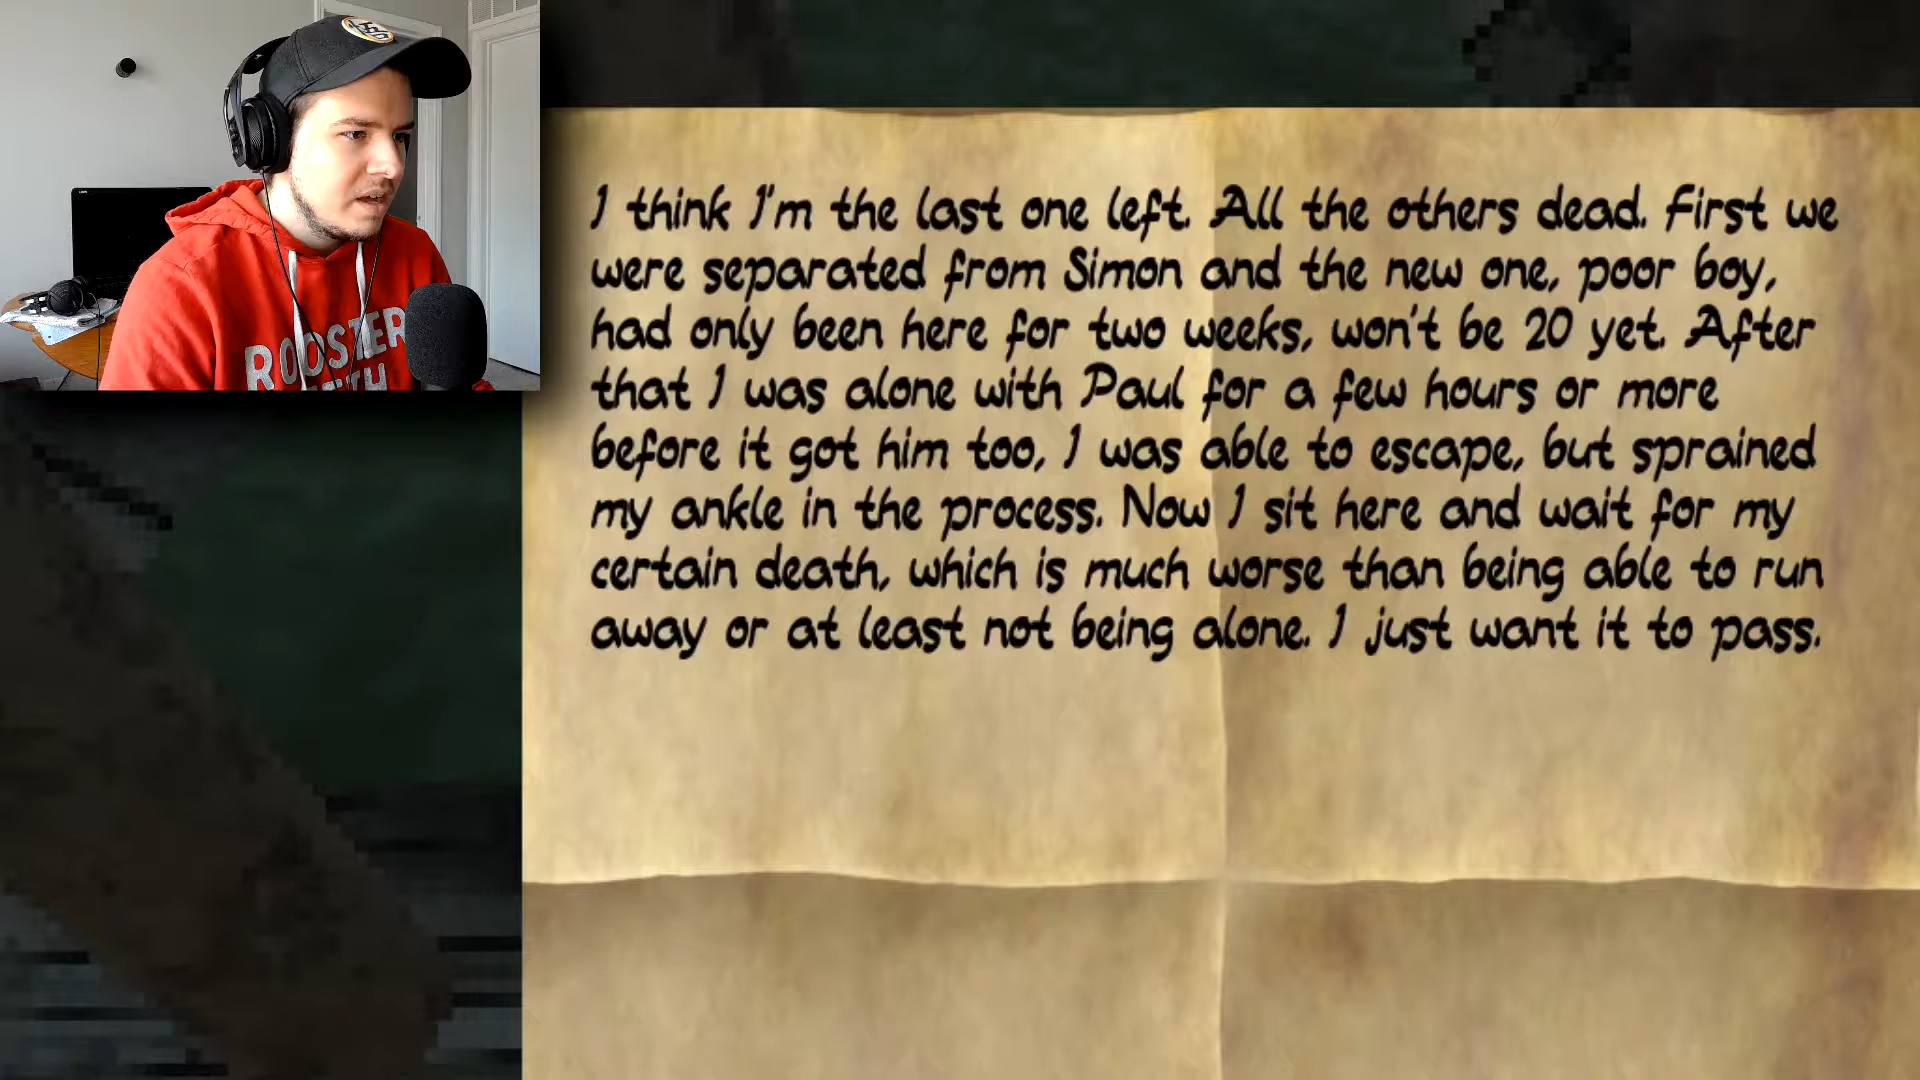 I think I'm the last one left. All the others dead. First we
were separated from Simon and the new one, poor boy,
had only been here for two weeks, won't be 20 yet. After
that I was alone with Paul for a few hours or more
before it got him too, I was able to escape, but sprained
my ankle in the process. Now I sit here and wait for my
certain death, which is much worse than being able to run
away or at least not being alone. I just want it to pass.
ROOSTER
TEETH